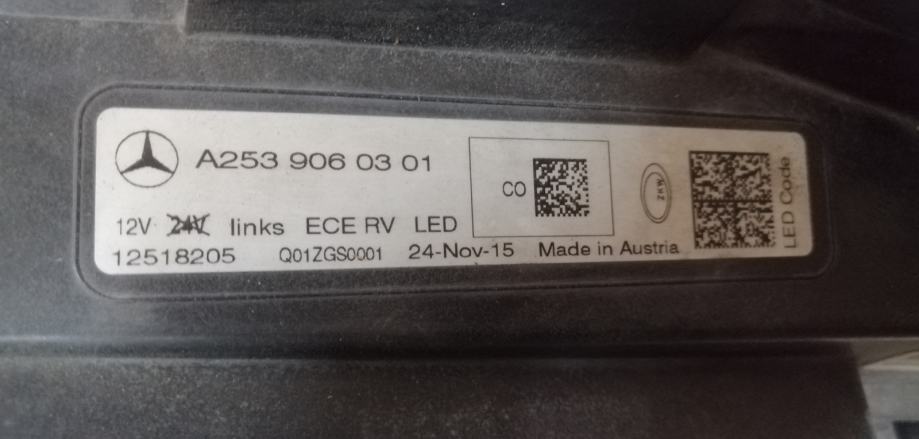 A253 906 03 01
CO
ZKW
12V 24V links ECE RV LED
12518205 Q01ZGS0001 24-Nov-15 Made in Austria
LED Code